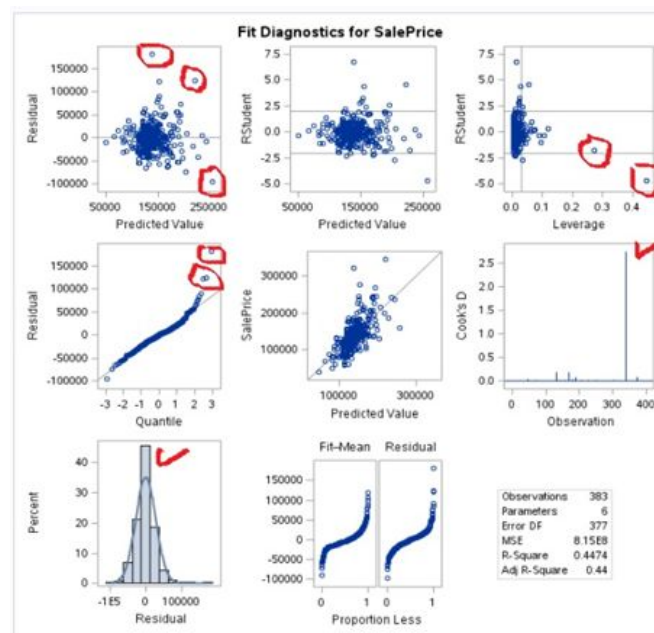 Fit Diagnostics for SalePrice
150000
100000
50000
0
-50000
-100000
Residual
50000 150000 250000
Predicted Value
7.5
5.0
2.5
0.0
-2.5
-5.0
RStudent
50000 150000 250000
Predicted Value
7.5
5.0
2.5
0.0
-2.5
-5.0
RStudent
0.0 0.1 0.2 0.3 0.4
Leverage
200000
150000
100000
50000
0
-50000
-100000
Residual
-3 -2 -1 0 1 2 3
Quantile
300000
200000
100000
SalePrice
100000 300000
Predicted Value
2.5
2.0
1.5
1.0
0.5
0.0
Cook's D
0 100 200 300 400
Observation
40
30
20
10
0
Percent
-1E5 0 100000
Residual
Fit–Mean Residual
150000
100000
50000
0
-50000
-100000
0 1 0 1
Proportion Less
Observations 383
Parameters 6
Error DF 377
MSE 8.15E8
R-Square 0.4474
Adj R-Square 0.44